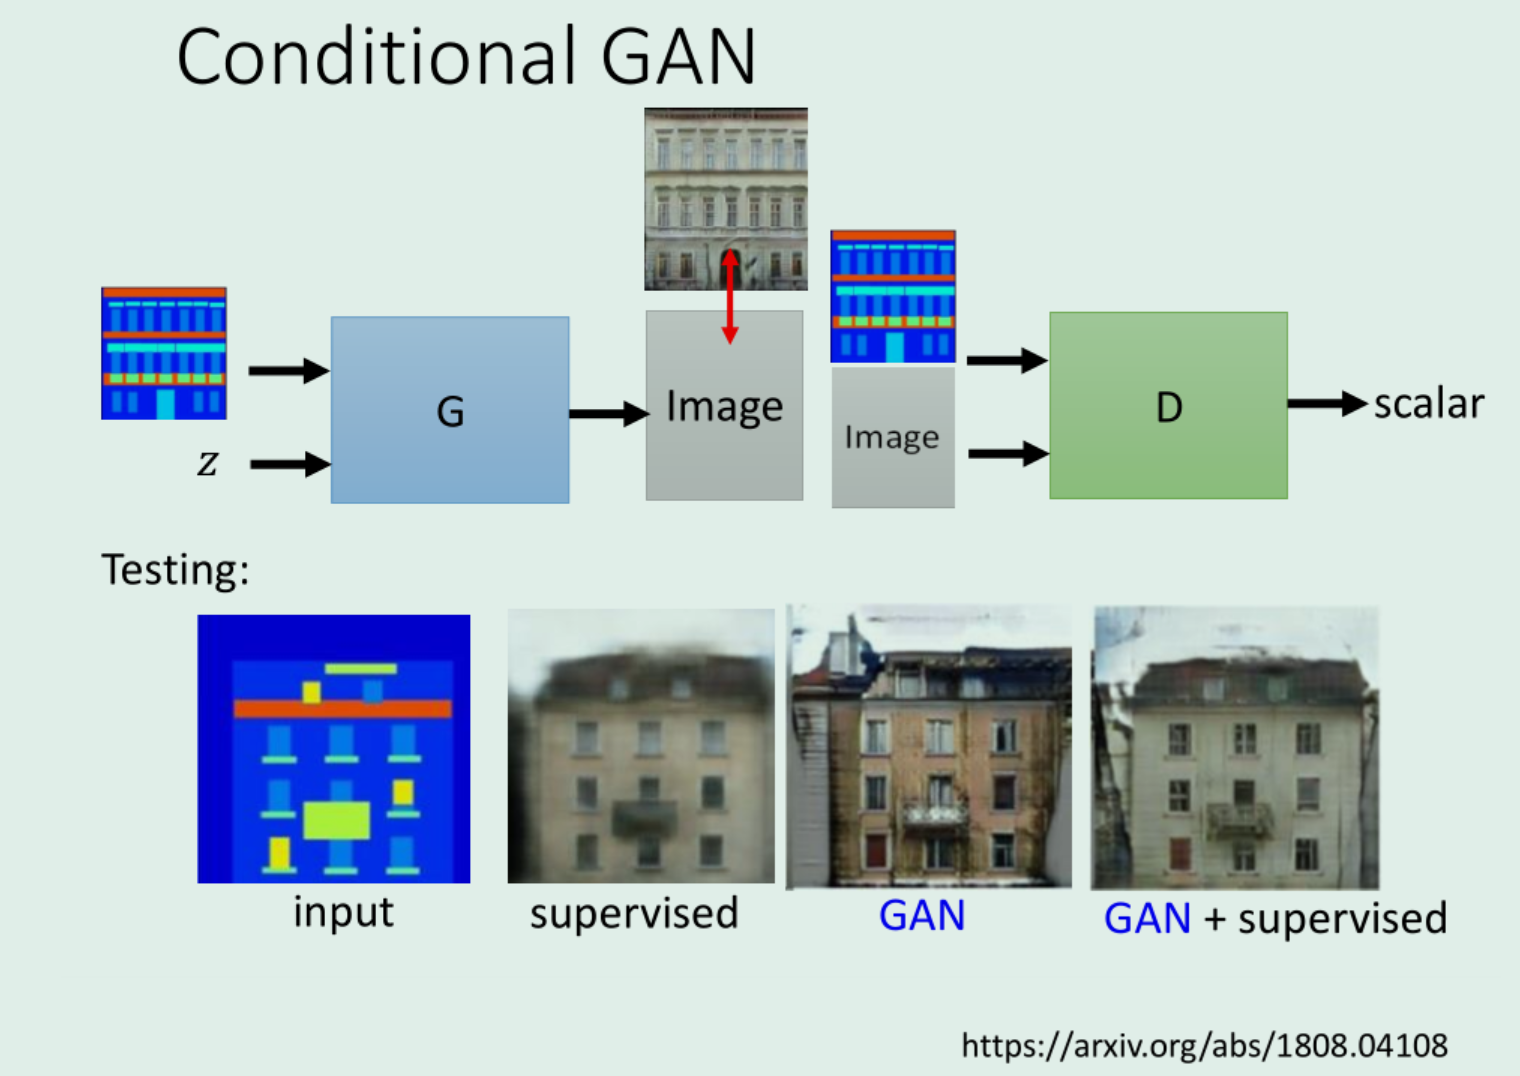 Conditional GAN
G
Image
Image
D
scalar
z
Testing:
input
supervised
GAN
GAN + supervised
https://arxiv.org/abs/1808.04108